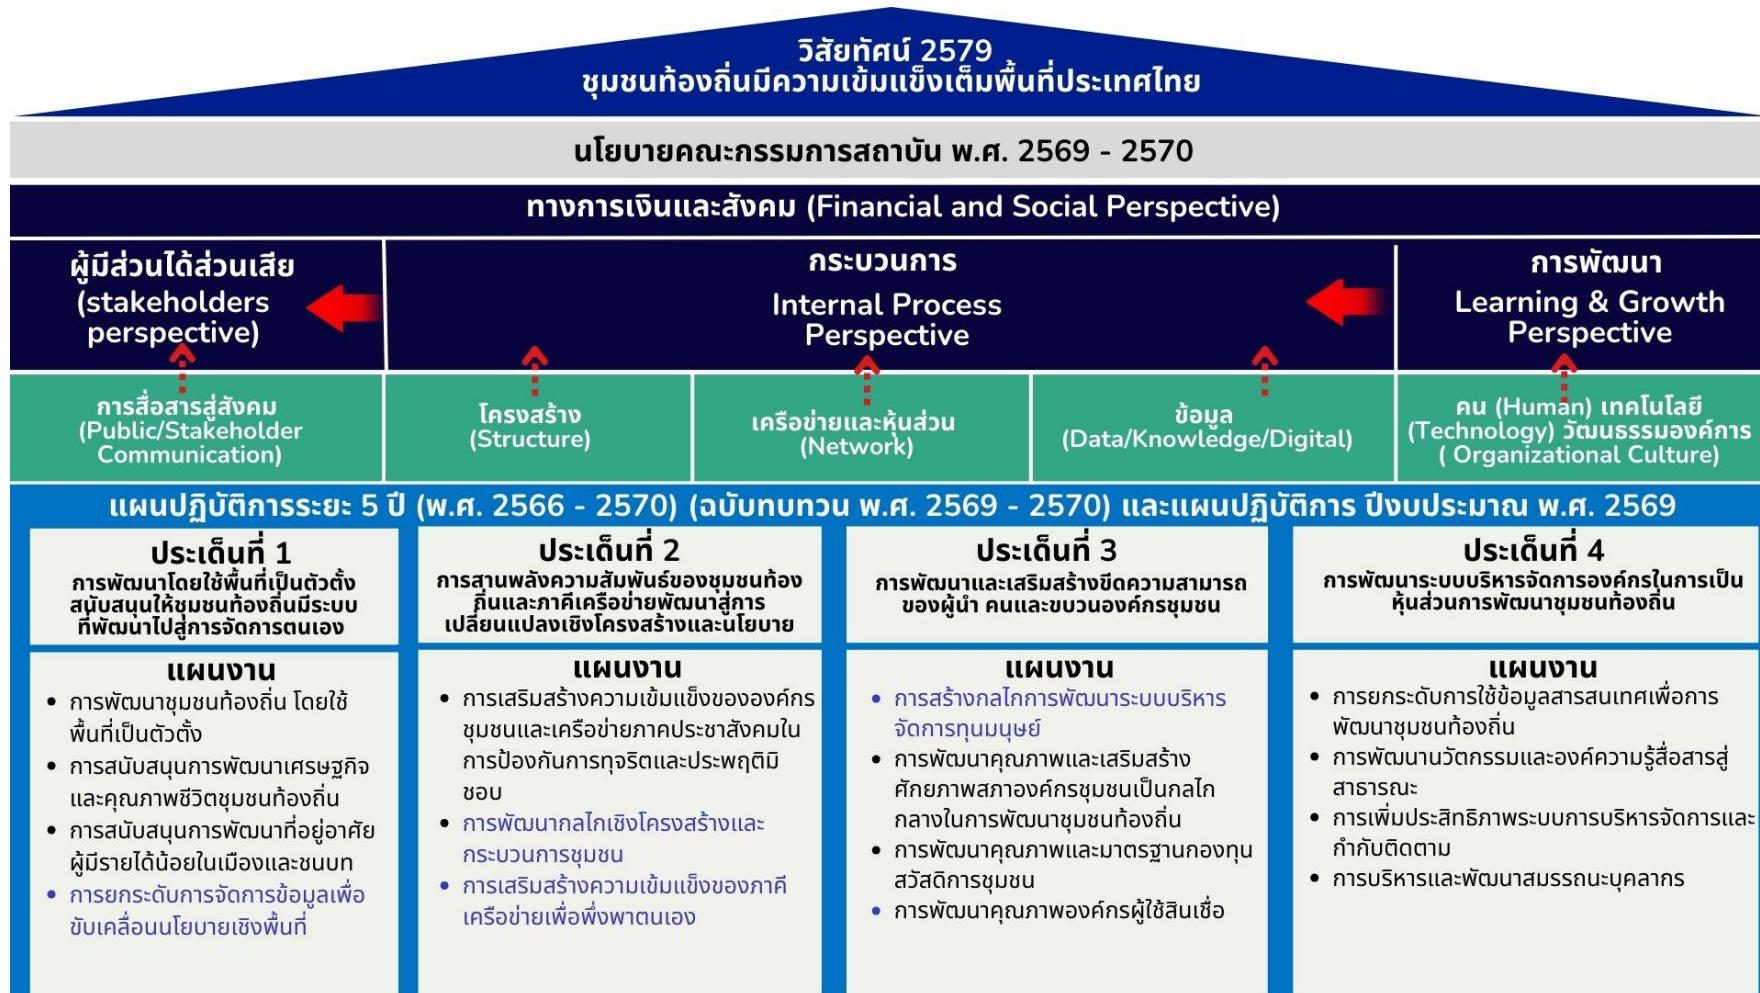 วิสัยทัศน์ 2579
ชุมชนท้องถิ่นมีความเข้มแข็งเต็มพื้นที่ประเทศไทย
นโยบายคณะกรรมการสถาบัน พ.ศ. 2569 - 2570
ทางการเงินและสังคม (Financial and Social Perspective)
ผู้มีส่วนได้ส่วนเสีย
(stakeholders
perspective)
กระบวนการ
Internal Process
Perspective
การพัฒนา
Learning & Growth
Perspective
การสื่อสารสู่สังคม
(Public/Stakeholder
Communication)
โครงสร้าง
(Structure)
เครือข่ายและหุ้นส่วน
(Network)
ข้อมูล
(Data/Knowledge/Digital)
คน (Human) เทคโนโลยี
(Technology) วัฒนธรรมองค์การ
( Organizational Culture)
แผนปฏิบัติการระยะ 5 ปี (พ.ศ. 2566 - 2570) (ฉบับทบทวน พ.ศ. 2569 - 2570) และแผนปฏิบัติการ ปีงบประมาณ พ.ศ. 2569
ประเด็นที่ 1
การพัฒนาโดยใช้พื้นที่เป็นตัวตั้ง
สนับสนุนให้ชุมชนท้องถิ่นมีระบบ
ที่พัฒนาไปสู่การจัดการตนเอง
แผนงาน
• การพัฒนาชุมชนท้องถิ่น โดยใช้
พื้นที่เป็นตัวตั้ง
• การสนับสนุนการพัฒนาเศรษฐกิจ
และคุณภาพชีวิตชุมชนท้องถิ่น
• การสนับสนุนการพัฒนาที่อยู่อาศัย
ผู้มีรายได้น้อยในเมืองและชนบท
• การยกระดับการจัดการข้อมูลเพื่อ
ขับเคลื่อนนโยบายเชิงพื้นที่
ประเด็นที่ 2
การสานพลังความสัมพันธ์ของชุมชนท้อง
ถิ่นและภาคีเครือข่ายพัฒนาสู่การ
เปลี่ยนแปลงเชิงโครงสร้างและนโยบาย
แผนงาน
• การเสริมสร้างความเข้มแข็งขององค์กร
ชุมชนและเครือข่ายภาคประชาสังคมใน
การป้องกันการทุจริตและประพฤติมิ
ชอบ
• การพัฒนากลไกเชิงโครงสร้างและ
กระบวนการชุมชน
• การเสริมสร้างความเข้มแข็งของภาคี
เครือข่ายเพื่อพึ่งพาตนเอง
ประเด็นที่ 3
การพัฒนาและเสริมสร้างขีดความสามารถ
ของผู้นำ คนและขบวนองค์กรชุมชน
แผนงาน
• การสร้างกลไกการพัฒนาระบบบริหาร
จัดการทุนมนุษย์
• การพัฒนาคุณภาพและเสริมสร้าง
ศักยภาพสภาองค์กรชุมชนเป็นกลไก
กลางในการพัฒนาชุมชนท้องถิ่น
• การพัฒนาคุณภาพและมาตรฐานกองทุน
สวัสดิการชุมชน
• การพัฒนาคุณภาพองค์กรผู้ใช้สินเชื่อ
ประเด็นที่ 4
การพัฒนาระบบบริหารจัดการองค์กรในการเป็น
หุ้นส่วนการพัฒนาชุมชนท้องถิ่น
แผนงาน
• การยกระดับการใช้ข้อมูลสารสนเทศเพื่อการ
พัฒนาชุมชนท้องถิ่น
• การพัฒนานวัตกรรมและองค์ความรู้สื่อสารสู่
สาธารณะ
• การเพิ่มประสิทธิภาพระบบการบริหารจัดการและ
กำกับติดตาม
• การบริหารและพัฒนาสมรรถนะบุคลากร